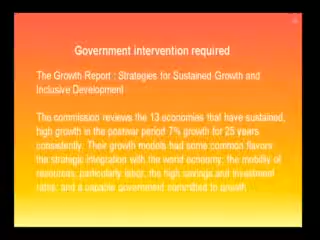 Government intervention required
The Growth Report : Strategies for Sustained Growth and
Inclusive Development
The commission reviews the 13 economies that have sustained,
high growth in the postwar period 7% growth for 25 years
consistently. Their growth models had some common flavors
the strategic integration with the world economy; the mobility of
resources, particularly labor; the high savings and investment
rates; and a capable government committed to growth